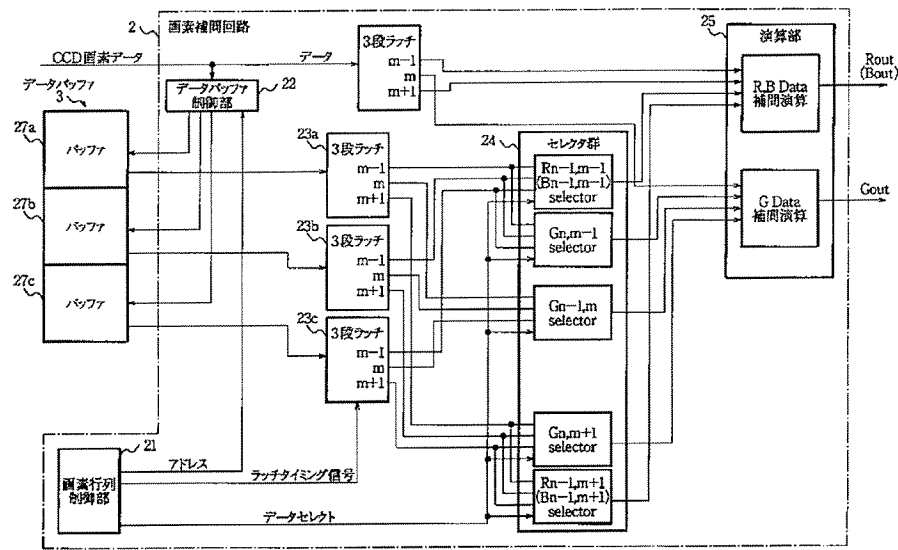 2
画素補間回路
CCD画素データ
データ
3段ラッチ
m−1
m
m+1
25
演算部
R.B Data
補間演算
Rout
(Bout)
G Data
補間演算
Gout
データバッファ
3
データバッファ
制御部
22
27a
バッファ
27b
バッファ
27c
バッファ
23a
3段ラッチ
m−1
m
m+1
23b
3段ラッチ
m−1
m
m+1
23c
3段ラッチ
m−1
m
m+1
24
セレクタ群
Rn−1,m−1
(Bn−1,m−1)
selector
Gn,m−1
selector
Gn−1,m
selector
Gn,m+1
selector
Rn−1,m+1
(Bn−1,m+1)
selector
21
画素行列
制御部
アドレス
ラッチタイミング信号
データセレクト